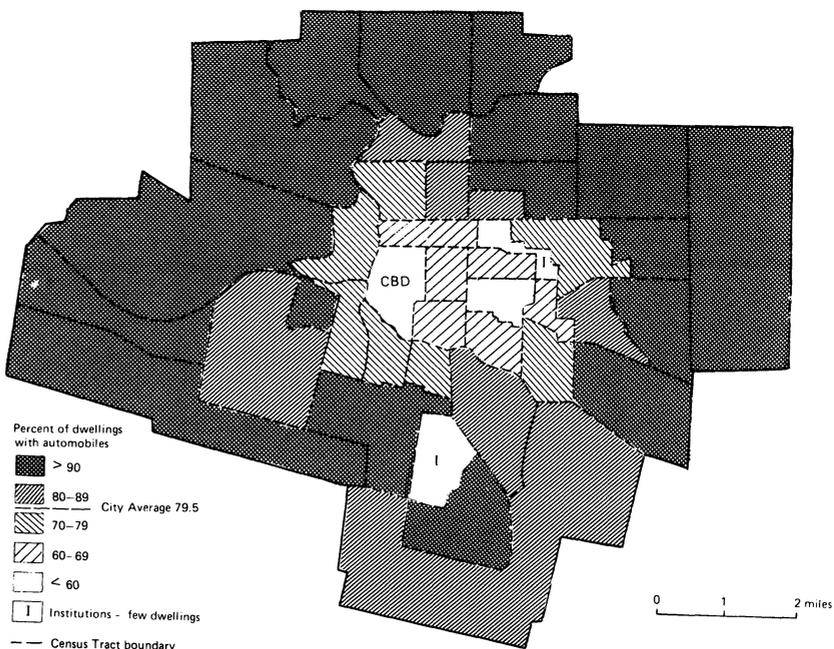 I
CBD
I
Percent of dwellings
with automobiles
> 90
80-89
City Average 79.5
70-79
60-69
< 60
I Institutions - few dwellings
Census Tract boundary
0 1 2 miles